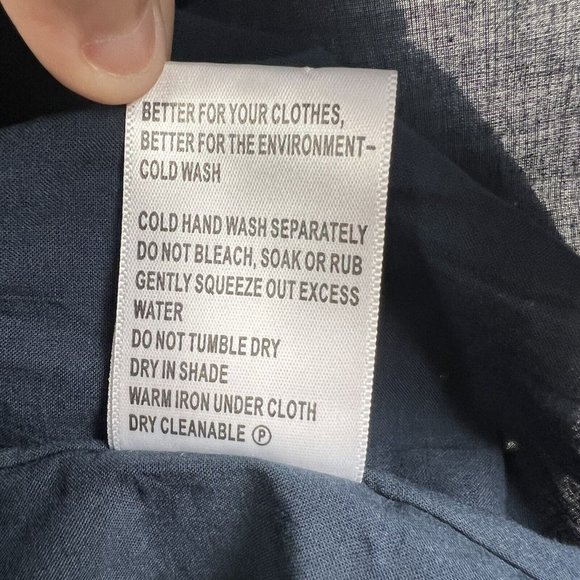 BETTER FOR YOUR CLOTHES,
BETTER FOR THE ENVIRONMENT–
COLD WASH
COLD HAND WASH SEPARATELY
DO NOT BLEACH, SOAK OR RUB
GENTLY SQUEEZE OUT EXCESS
WATER
DO NOT TUMBLE DRY
DRY IN SHADE
WARM IRON UNDER CLOTH
DRY CLEANABLE Ⓟ